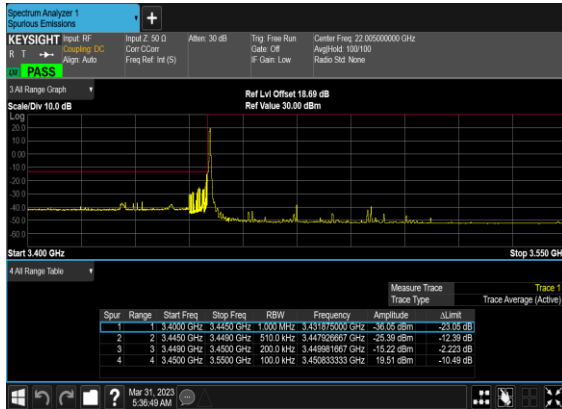 Spectrum Analyzer 1
Spurious Emissions
+
KEYSIGHT Input: RF Input Z: 50 Ω Atten: 30 dB Trig: Free Run Center Freq: 22.005000000 GHz
R T Coupling: DC Corr CCorr Gate: Off Avg|Hold: 100/100
Align: Auto Freq Ref: Int (S) IF Gain: Low Radio Std: None
LU PASS
3 All Range Graph
Ref Lvl Offset 18.69 dB
Scale/Div 10.0 dB Ref Value 30.00 dBm
Log
20.0
10.0
0.00
-10.0
-20.0
-30.0
-40.0
-50.0
-60.0
Start 3.400 GHz Stop 3.550 GHz
4 All Range Table
Measure Trace Trace 1
Trace Type Trace Average (Active)
Spur Range Start Freq Stop Freq RBW Frequency Amplitude ΔLimit
1 1 3.4000 GHz 3.4450 GHz 1.000 MHz 3.431875000 GHz -36.05 dBm -23.05 dB
2 2 3.4450 GHz 3.4490 GHz 510.0 kHz 3.447926667 GHz -25.39 dBm -12.39 dB
3 3 3.4490 GHz 3.4500 GHz 200.0 kHz 3.449981667 GHz -15.22 dBm -2.223 dB
4 4 3.4500 GHz 3.5500 GHz 100.0 kHz 3.450833333 GHz 19.51 dBm -10.49 dB
? Mar 31, 2023
5:36:49 AM